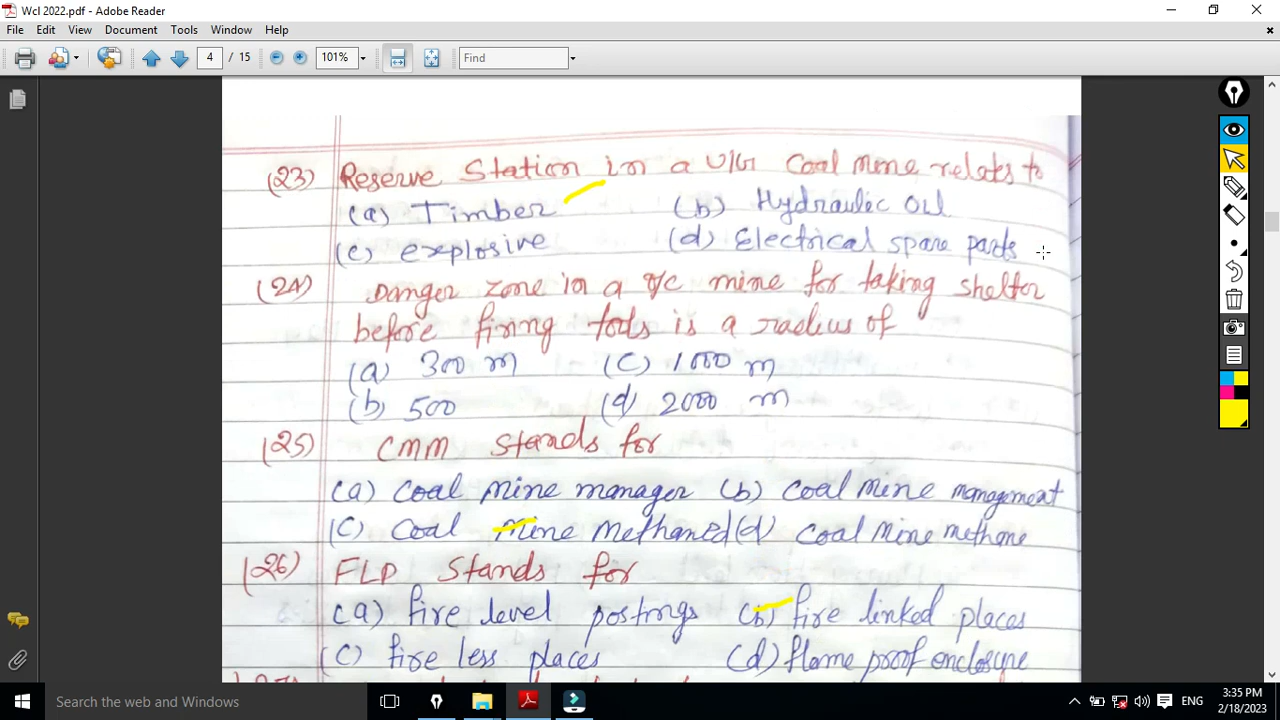 Wcl 2022.pdf - Adobe Reader
File Edit View Document Tools Window Help
4 / 15 101% Find
(23) Reserve Station in a U/G Coal Mine relates to
(a) Timber (b) Hydraulic Oil
(c) explosive (d) Electrical spare parts
(24) Danger zone in a o/c mine for taking shelter
before firing tods is a radius of
(a) 300 m (c) 1000 m
(b) 500 (d) 2000 m
(25) CMM stands for
(a) Coal Mine manager (b) Coal Mine management
(c) Coal Mine Methaned (d) Coal Mine methone
(26) FLP Stands for
(a) fire level postings (b) fire linked places
(c) fire less places (d) flame proof enclosyre
Search the web and Windows
ENG
3:35 PM
2/18/2023